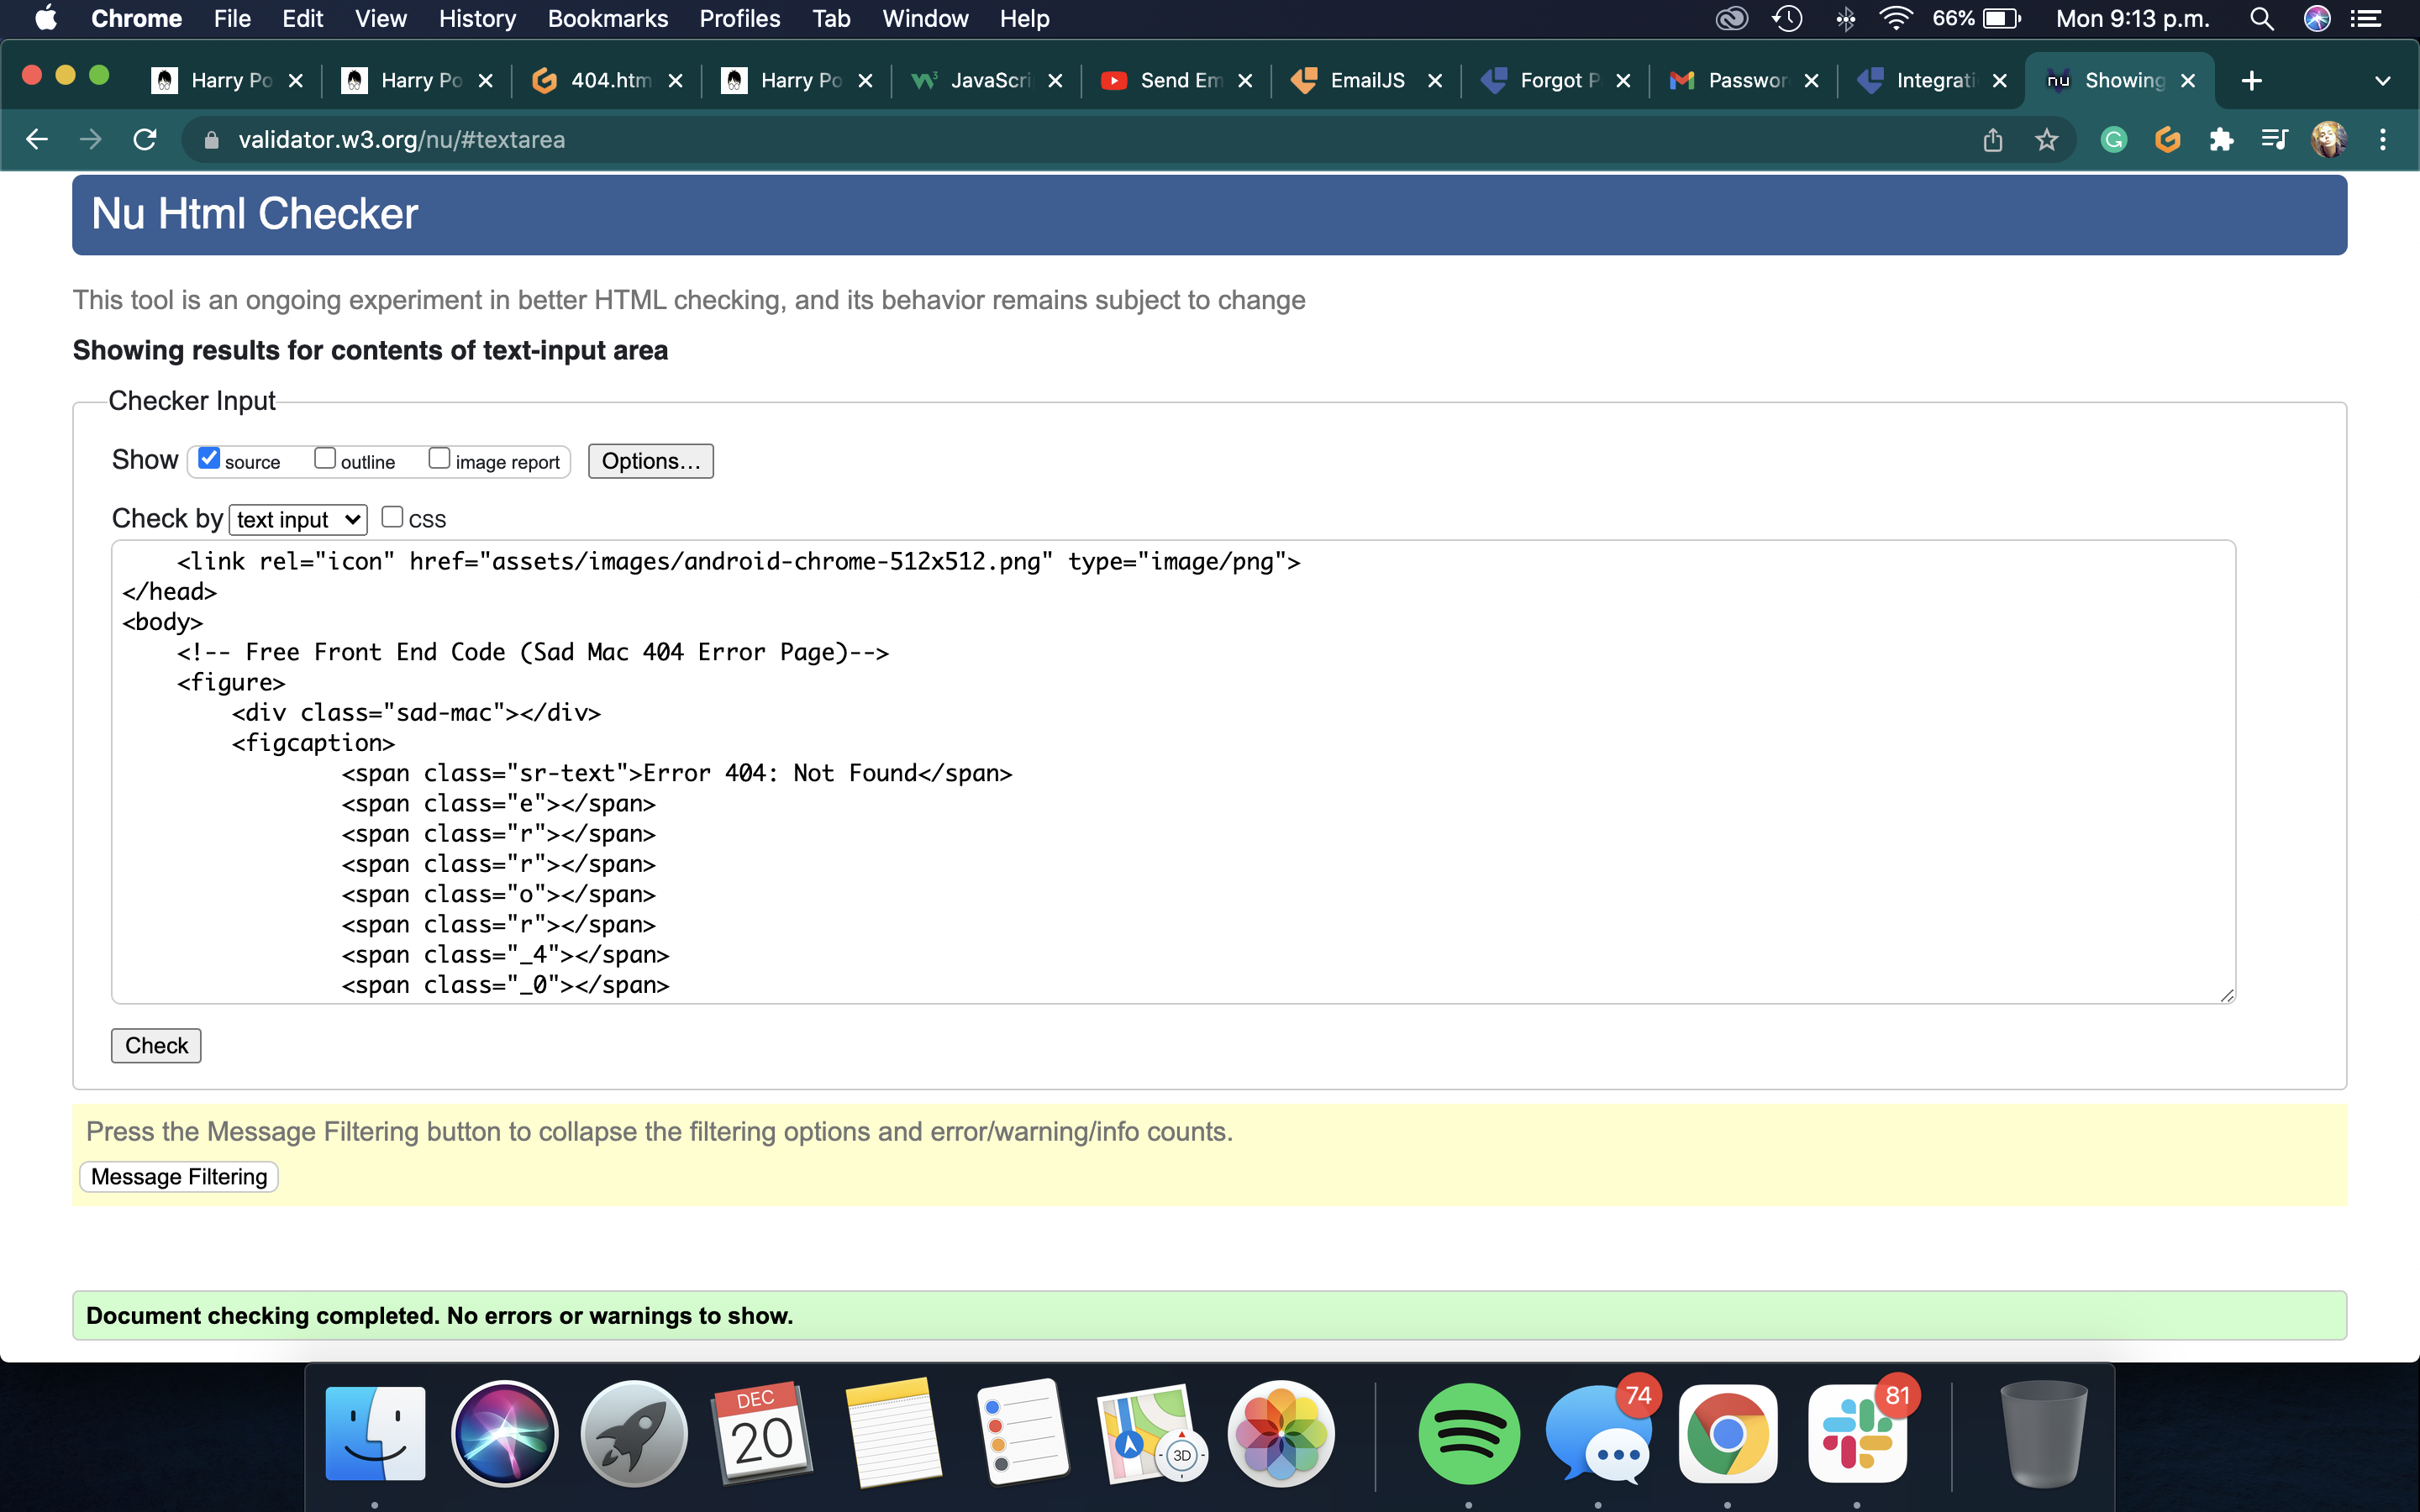 Chrome File Edit View History Bookmarks Profiles Tab Window Help 66% Mon 9:13 p.m.
Harry Po Harry Po 404.htm Harry Po JavaScri Send Em EmailJS Forgot P Passwor Integrati nu Showing
validator.w3.org/nu/#textarea
Nu Html Checker
This tool is an ongoing experiment in better HTML checking, and its behavior remains subject to change
Showing results for contents of text-input area
Checker Input
Show source outline image report Options...
Check by text input CSS
<link rel="icon" href="assets/images/android-chrome-512x512.png" type="image/png">
</head>
<body>
<!-- Free Front End Code (Sad Mac 404 Error Page)-->
<figure>
<div class="sad-mac"></div>
<figcaption>
<span class="sr-text">Error 404: Not Found</span>
<span class="e"></span>
<span class="r"></span>
<span class="r"></span>
<span class="o"></span>
<span class="r"></span>
<span class="_4"></span>
<span class="_0"></span>
Check
Press the Message Filtering button to collapse the filtering options and error/warning/info counts.
Message Filtering
Document checking completed. No errors or warnings to show.
DEC
20
3D
74
81